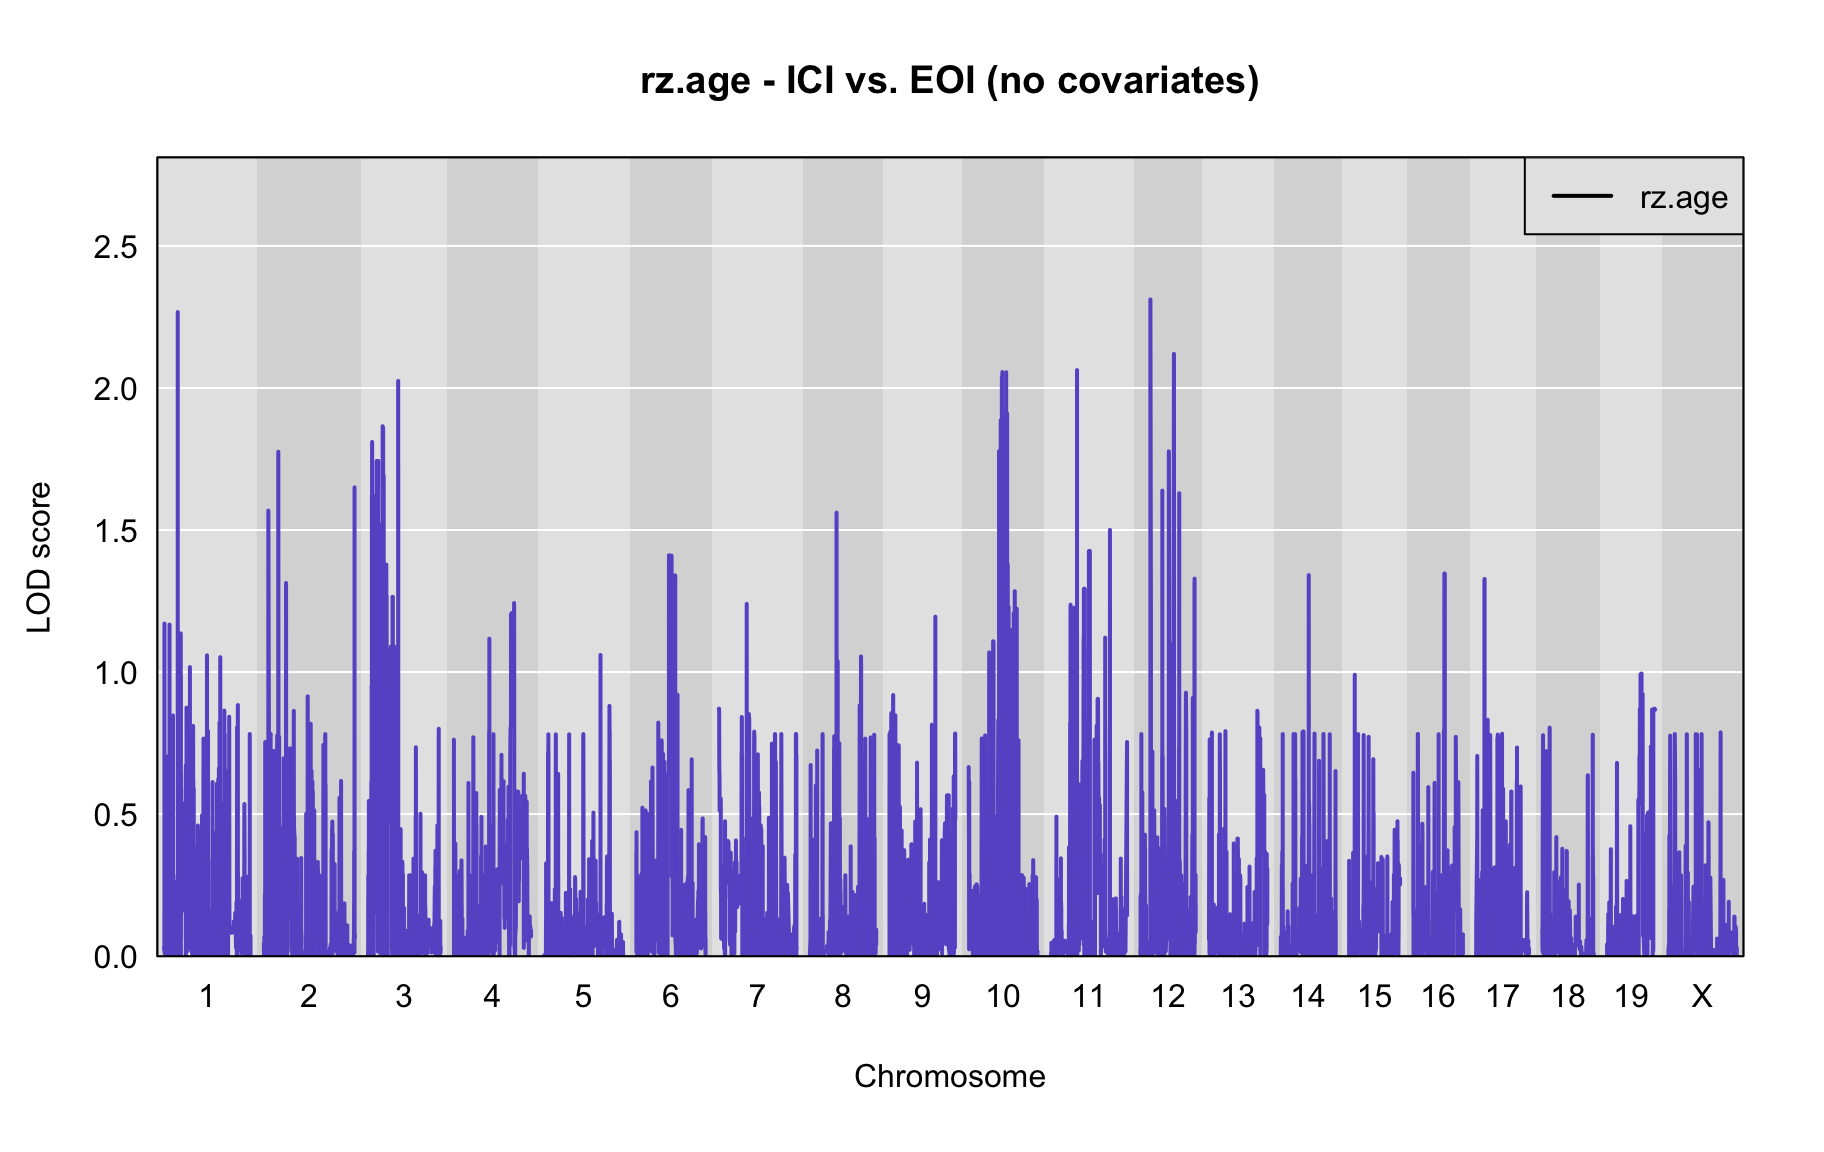 rz.age - ICI vs. EOI (no covariates)
rz.age
2.5
2.0
1.5
1.0
0.5
0.0
LOD score
1 2 3 4 5 6 7 8 9 10 11 12 13 14 15 16 17 18 19 X
Chromosome